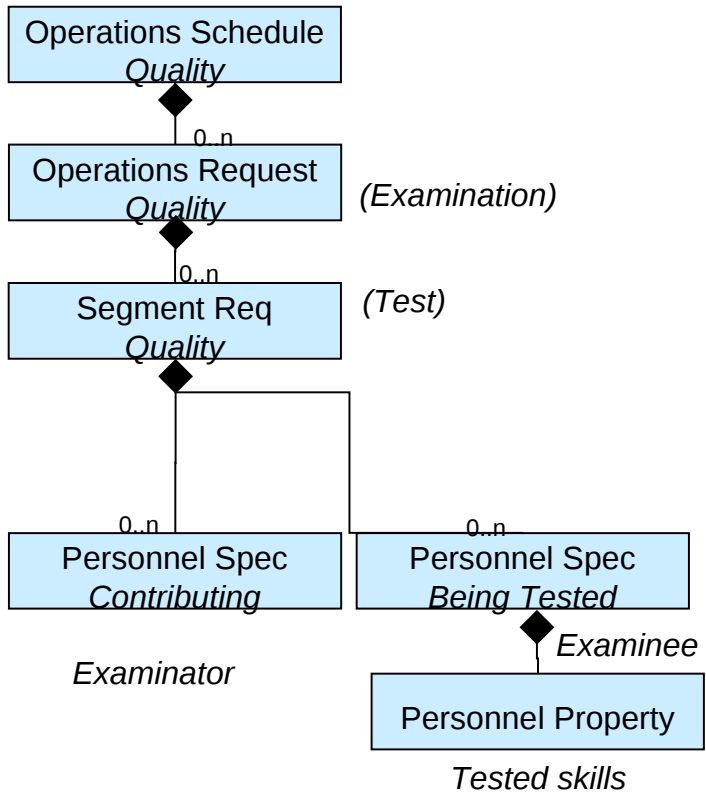 Operations Schedule
Quality
0..n
Operations Request
Quality
(Examination)
0..n
Segment Req
Quality
(Test)
0..n
0..n
Personnel Spec
Contributing
Personnel Spec
Being Tested
Examinee
Examinator
Personnel Property
Tested skills